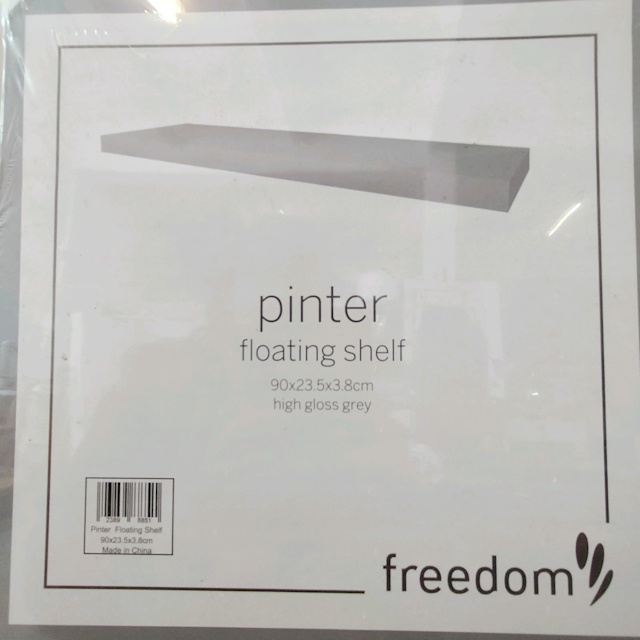 pinter
floating shelf
90x23.5x3.8cm
high gloss grey
Pinter Floating Shelf
90x23.5x3.8cm
Made in China
freedom